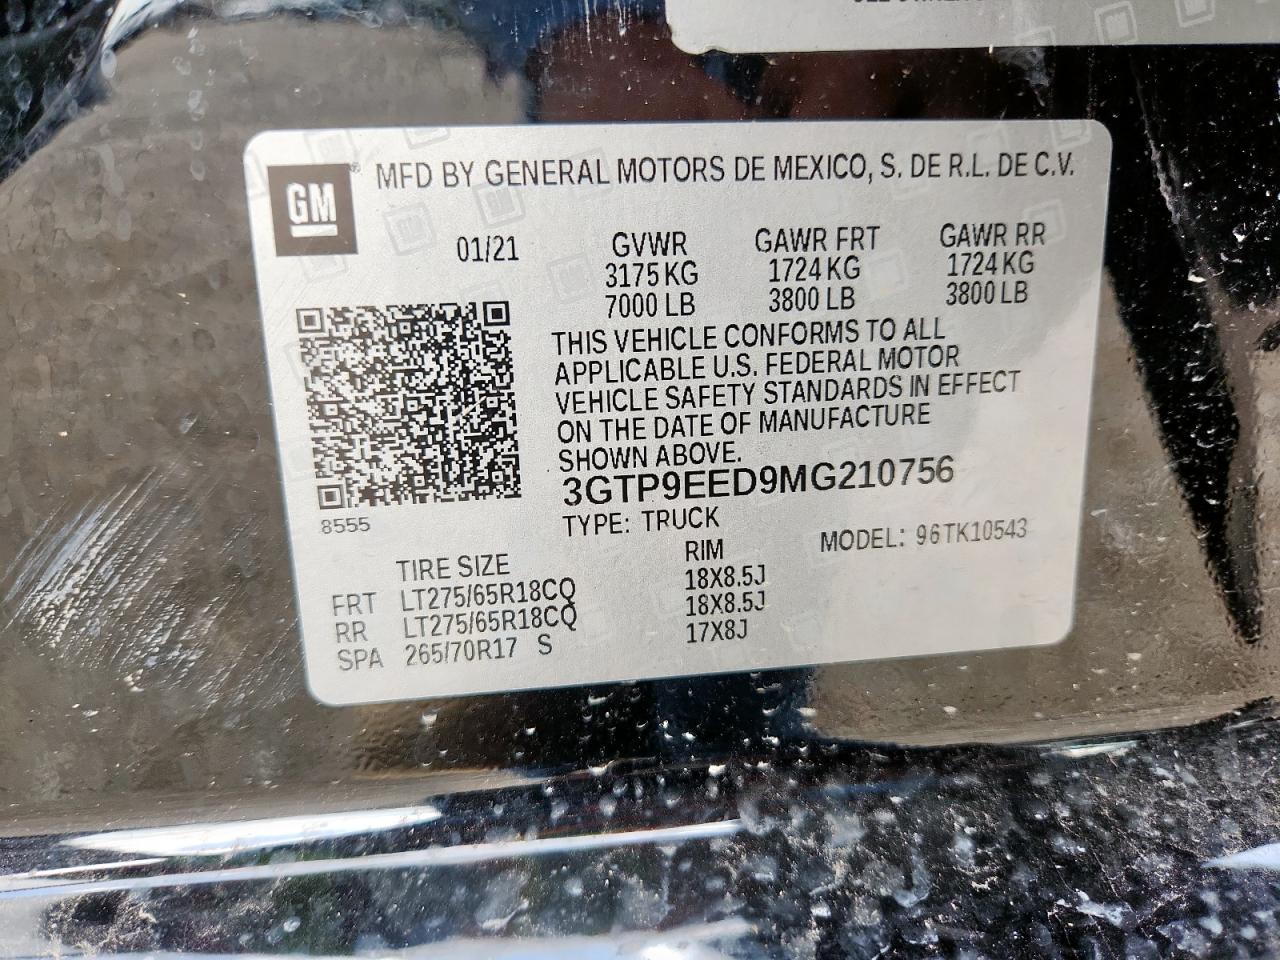 GM
MFD BY GENERAL MOTORS DE MEXICO, S. DE R.L. DE C.V.
01/21 GVWR GAWR FRT GAWR RR
3175 KG 1724 KG 1724 KG
7000 LB 3800 LB 3800 LB
THIS VEHICLE CONFORMS TO ALL
APPLICABLE U.S. FEDERAL MOTOR
VEHICLE SAFETY STANDARDS IN EFFECT
ON THE DATE OF MANUFACTURE
SHOWN ABOVE.
3GTP9EED9MG210756
8555
TYPE: TRUCK
MODEL: 96TK10543
TIRE SIZE RIM
FRT LT275/65R18CQ 18X8.5J
RR LT275/65R18CQ 18X8.5J
SPA 265/70R17 S 17X8J